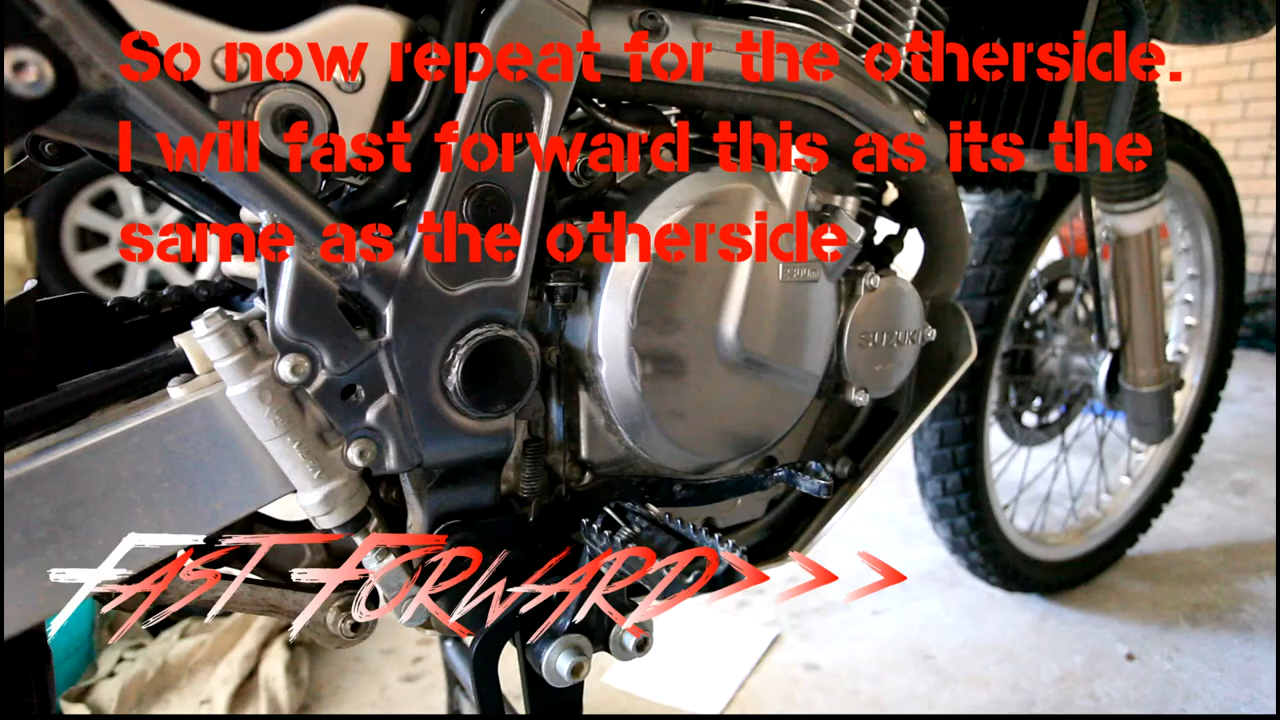 So now repeat for the otherside.
I will fast forward this as its the
same as the otherside
SUZUKI
Fast Forward>>>>